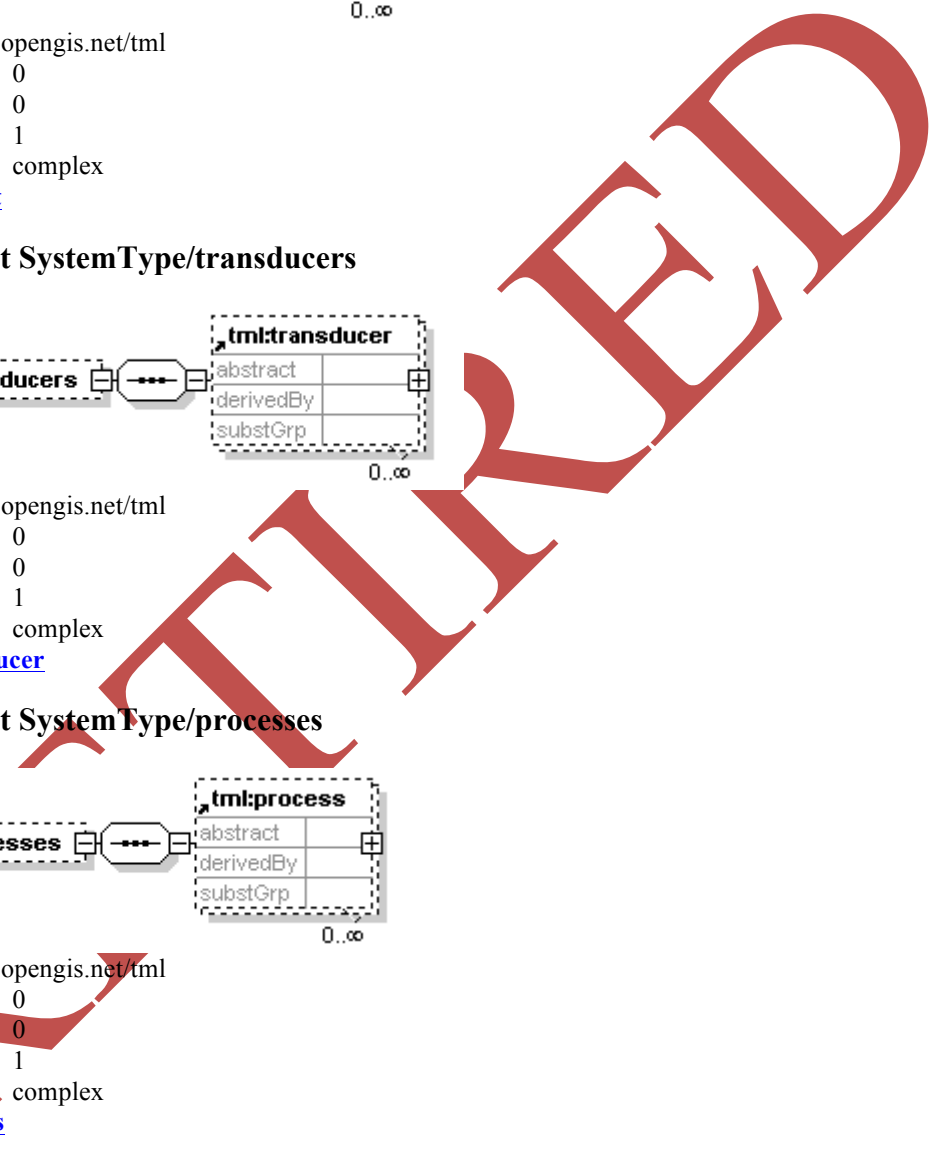 0..∞
opengis.net/tml
0
0
1
complex
t SystemType/transducers
tml:transducer
ducers
abstract
derivedBy
substGrp
0..∞
opengis.net/tml
0
0
1
complex
ucer
t SystemType/processes
tml:process
esses
abstract
derivedBy
substGrp
0..∞
opengis.net/tml
0
0
1
complex
s
RETIRED